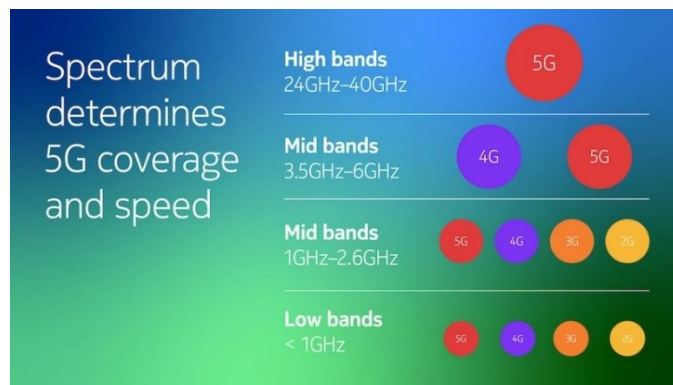 Spectrum
determines
5G coverage
and speed
High bands
24GHz–40GHz
5G
Mid bands
3.5GHz–6GHz
4G 5G
Mid bands
1GHz–2.6GHz
5G 4G 3G 2G
Low bands
< 1GHz
5G 4G 3G 2G